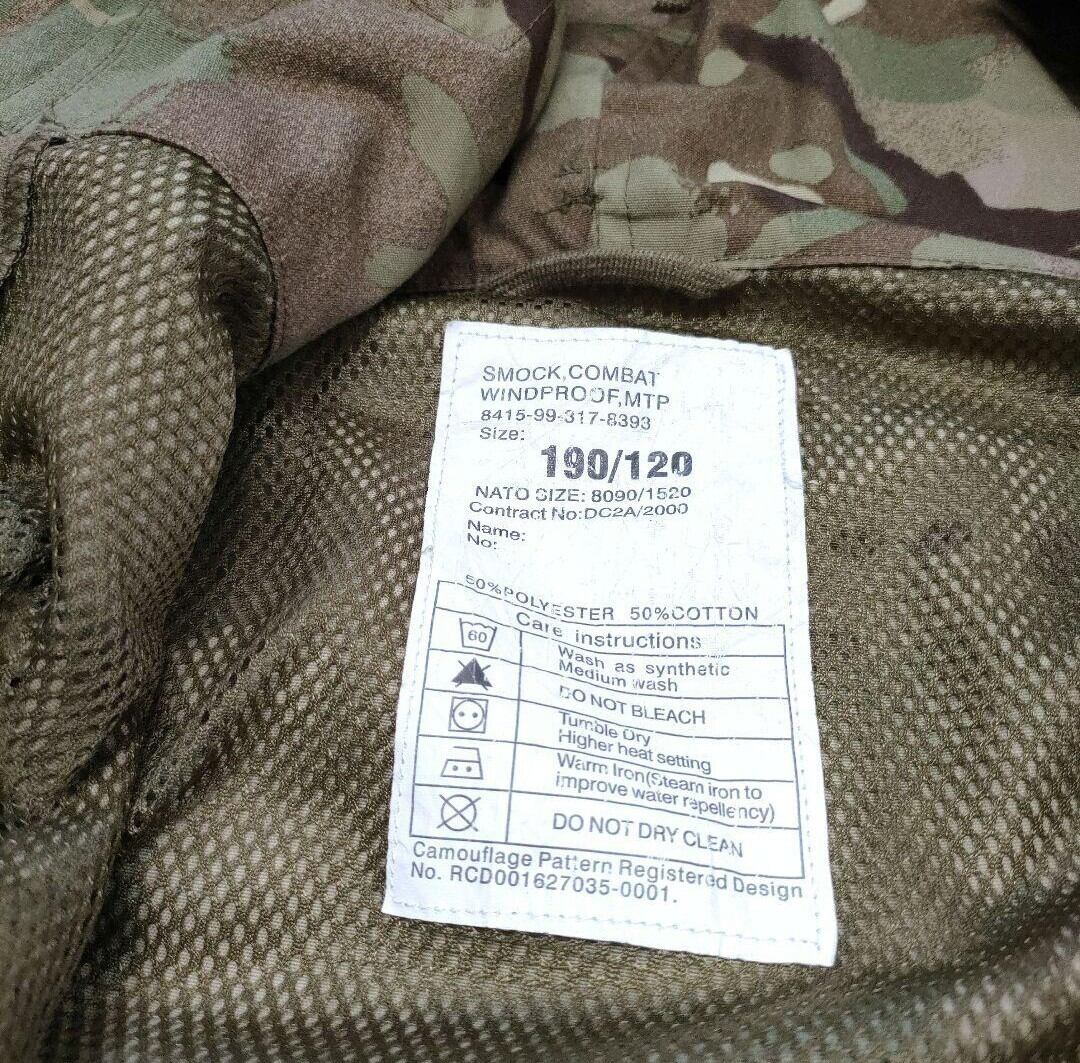 SMOCK,COMBAT
WINDPROOF,MTP
8415-99-317-8393
Size:
190/120
NATO SIZE: 8090/1520
Contract No:DC2A/2000
Name:
No:
50%POLYESTER 50%COTTON
Care instructions
60
Wash as synthetic
Medium wash
DO NOT BLEACH
Tumble Dry
Higher heat setting
Warm Iron(Steam iron to
improve water repellency)
DO NOT DRY CLEAN
Camouflage Pattern Registered Design
No. RCD001627035-0001.